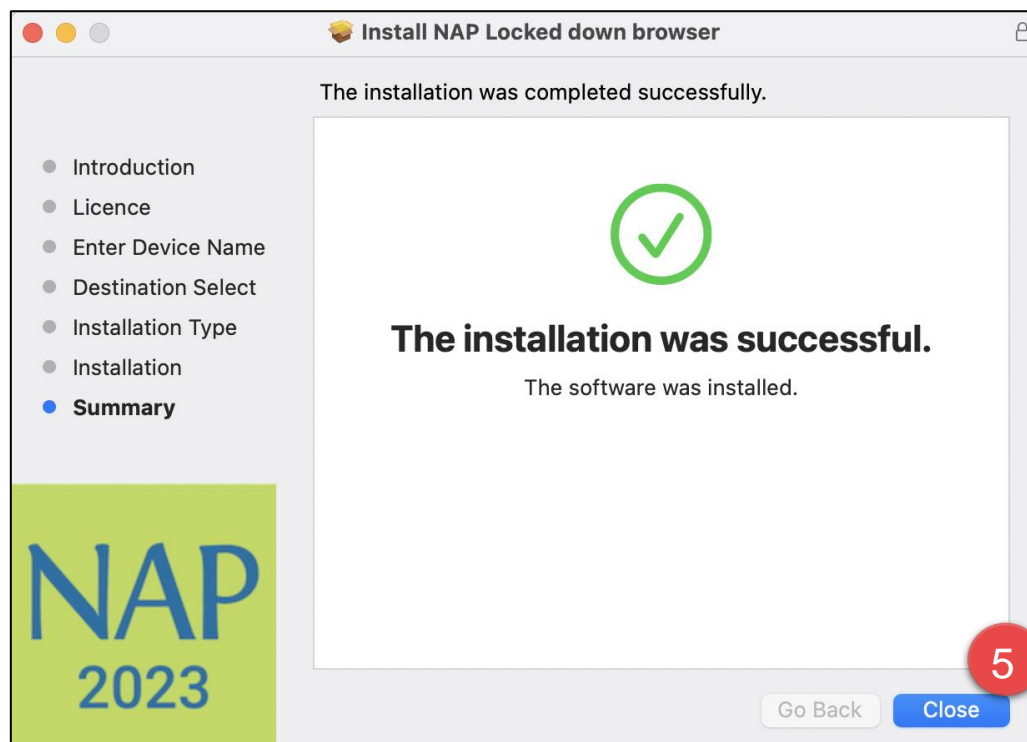 Install NAP Locked down browser
The installation was completed successfully.
Introduction
Licence
Enter Device Name
Destination Select
Installation Type
Installation
Summary
The installation was successful.
The software was installed.
NAP
2023
5
Go Back
Close